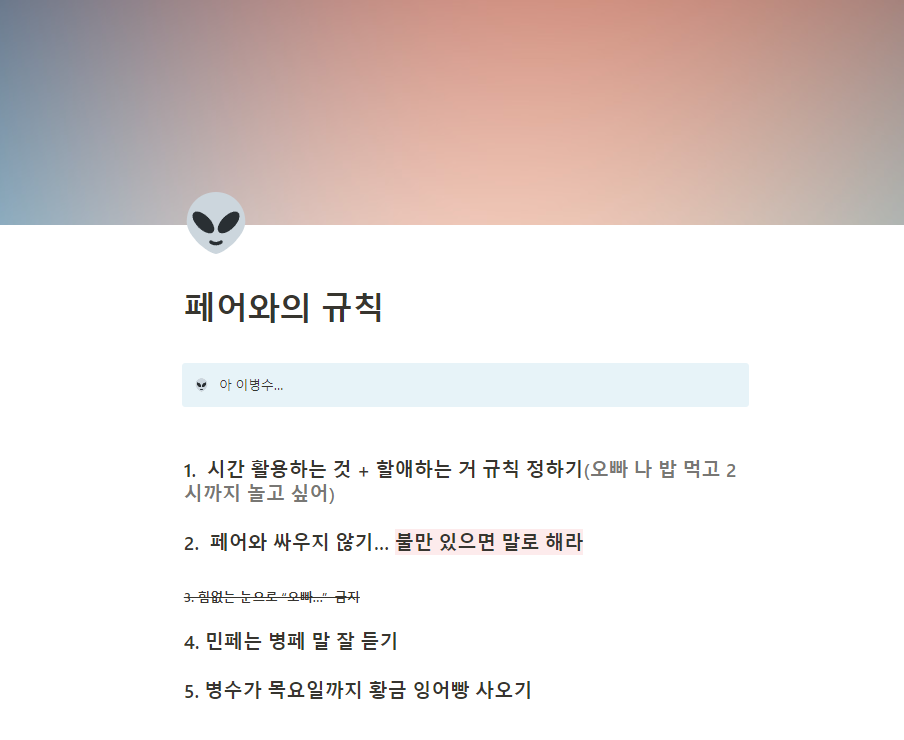 페어와의 규칙
아 이병수...
1. 시간 활용하는 것 + 할애하는 거 규칙 정하기(오빠 나 밥 먹고 2
시까지 놀고 싶어)
2. 페어와 싸우지 않기... 불만 있으면 말로 해라
3. 힘없는 눈으로 “오빠...” 금지
4. 민페는 병페 말 잘 듣기
5. 병수가 목요일까지 황금 잉어빵 사오기